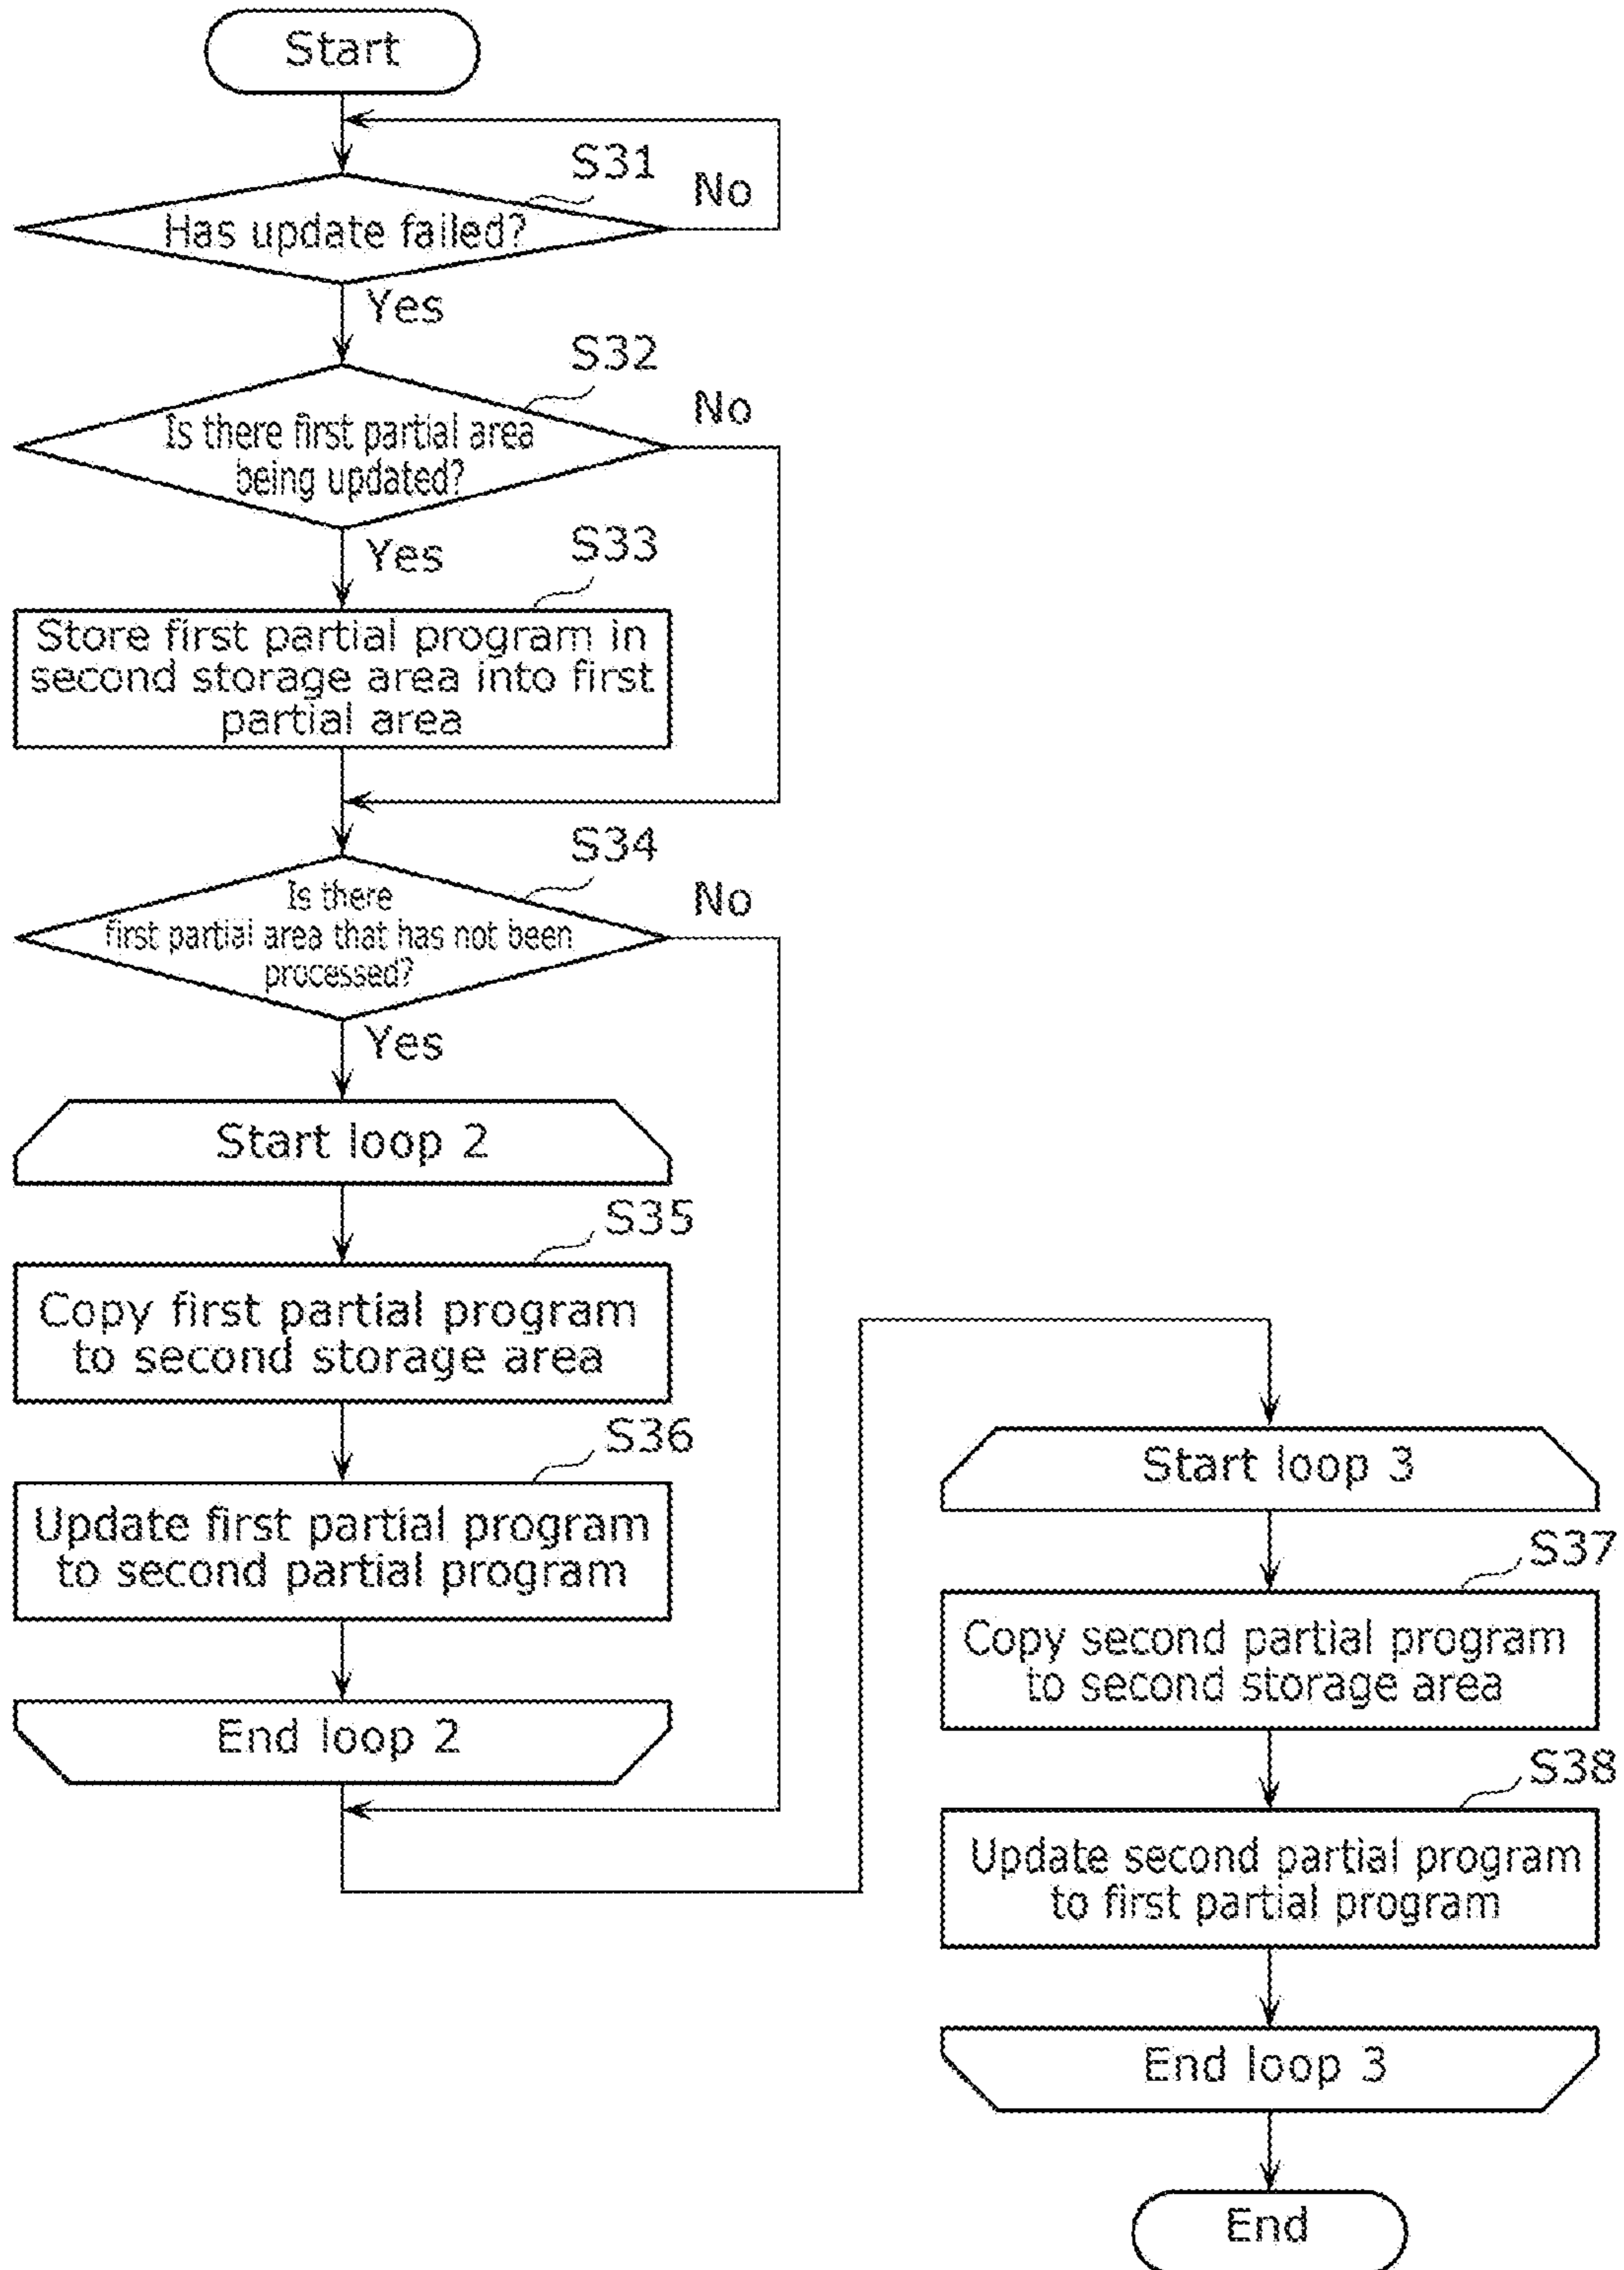 Start
S31
No
Has update failed?
Yes
S32
No
Is there first partial area
being updated?
Yes
S33
Store first partial program in
second storage area into first
partial area
S34
No
Is there
first partial area that has not been
processed?
Yes
Start loop 2
S35
Copy first partial program
to second storage area
S36
Update first partial program
to second partial program
End loop 2
Start loop 3
S37
Copy second partial program
to second storage area
S38
Update second partial program
to first partial program
End loop 3
End